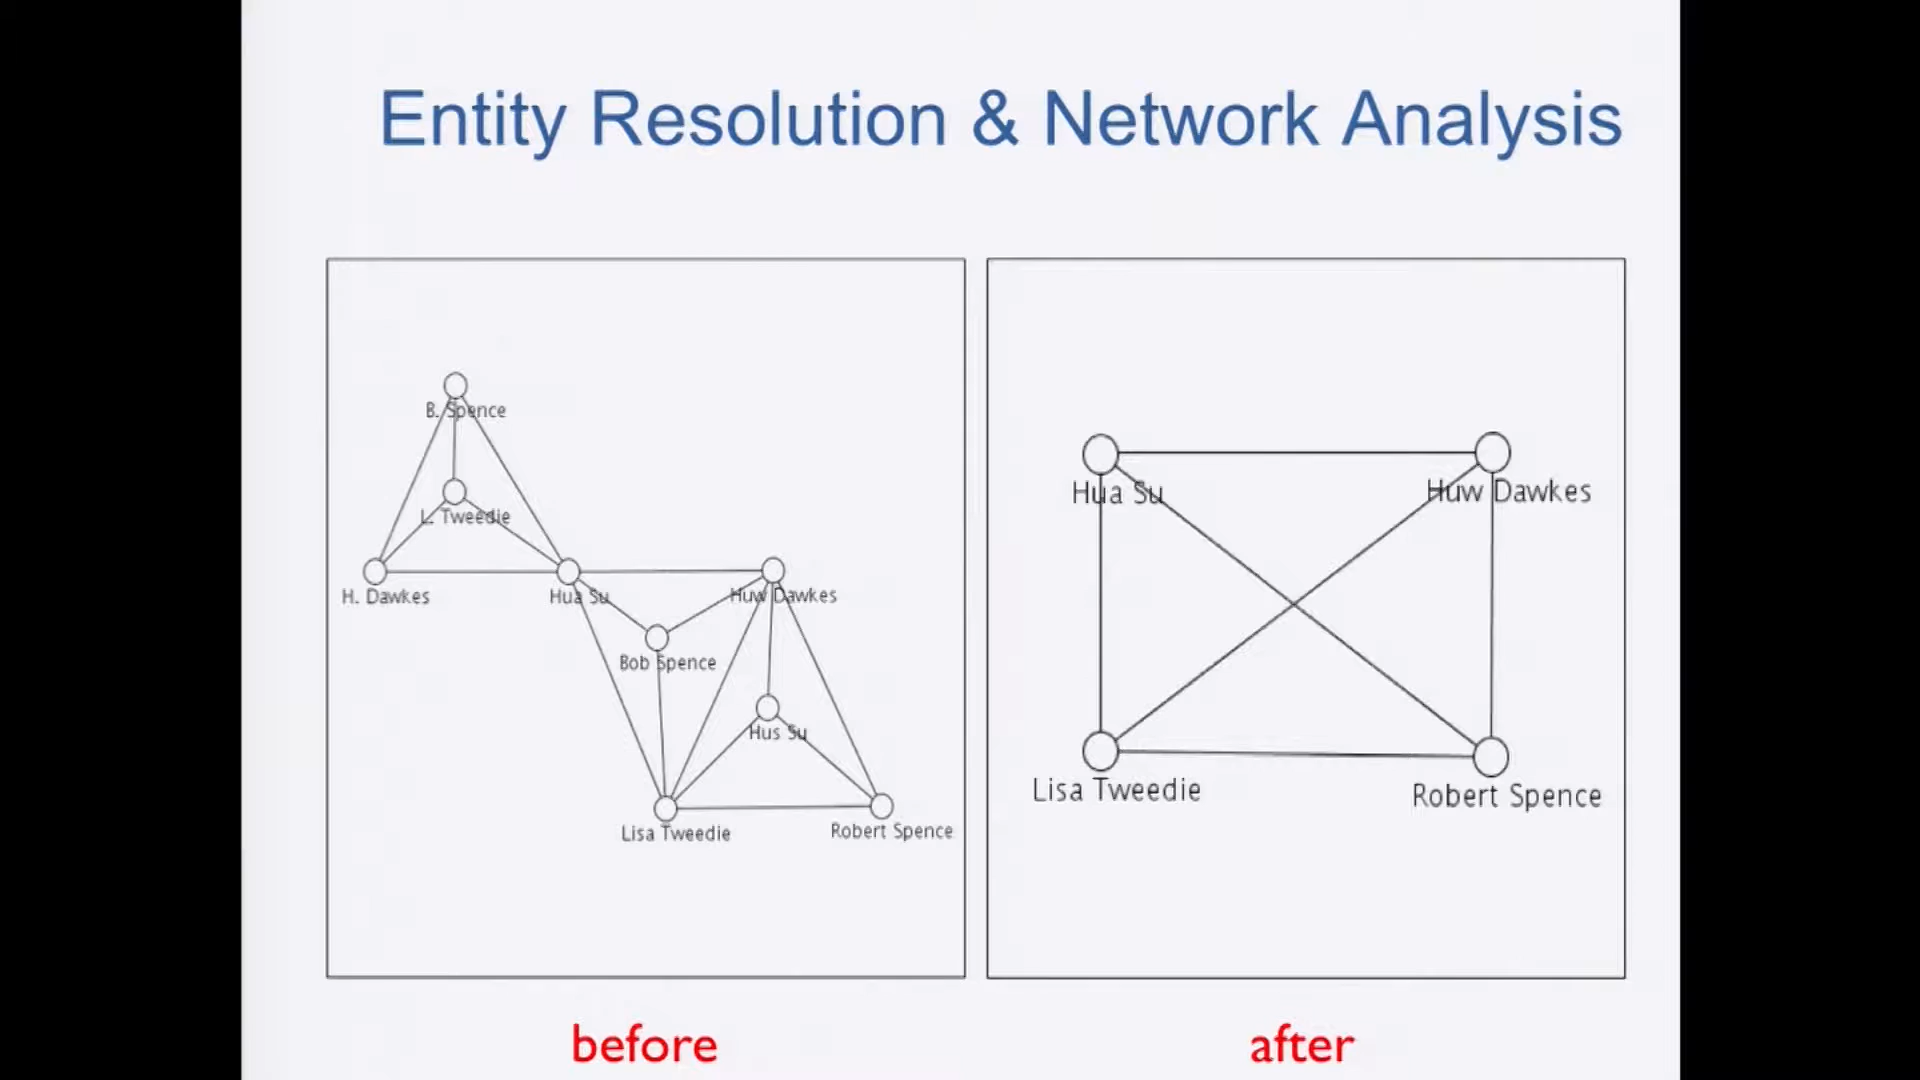 Entity Resolution & Network Analysis
B. Spence
L. Tweedie
H. Dawkes
Hua Su
Huw Dawkes
Bob Spence
Hus Su
Lisa Tweedie
Robert Spence
before
Hua Su
Huw Dawkes
Lisa Tweedie
Robert Spence
after